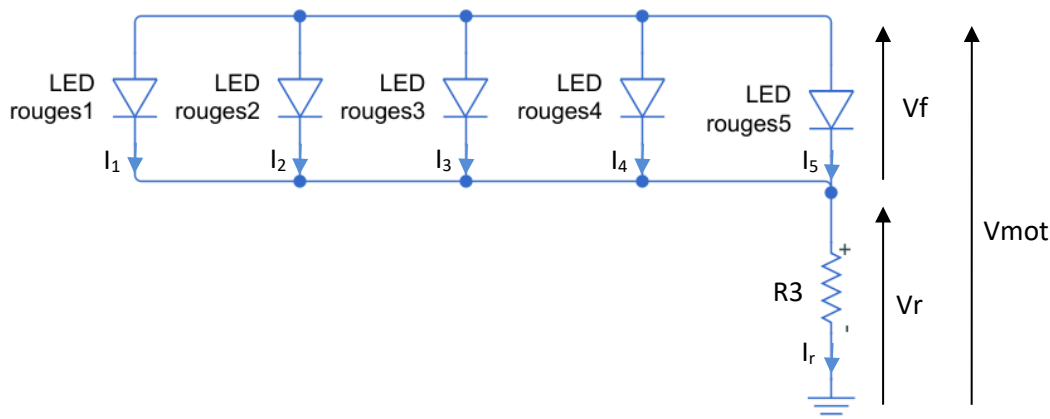 LED
rouges1
LED
rouges2
LED
rouges3
LED
rouges4
LED
rouges5
Vf
I₁
I₂
I₃
I₄
I₅
Vmot
+
R3
Vr
-
Iᵣ